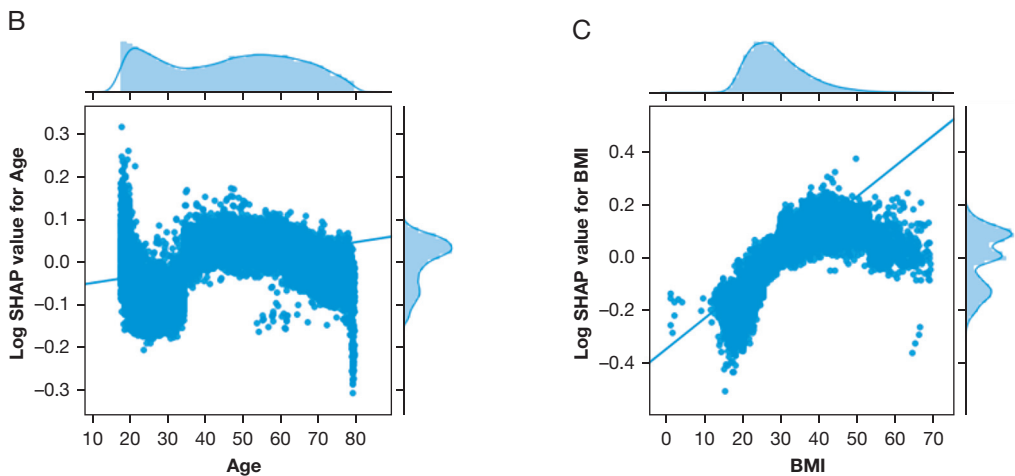 B
Log SHAP value for Age
0.3
0.2
0.1
0.0
−0.1
−0.2
−0.3
10 20 30 40 50 60 70 80
Age
C
Log SHAP value for BMI
0.4
0.2
0.0
−0.2
−0.4
0 10 20 30 40 50 60 70
BMI